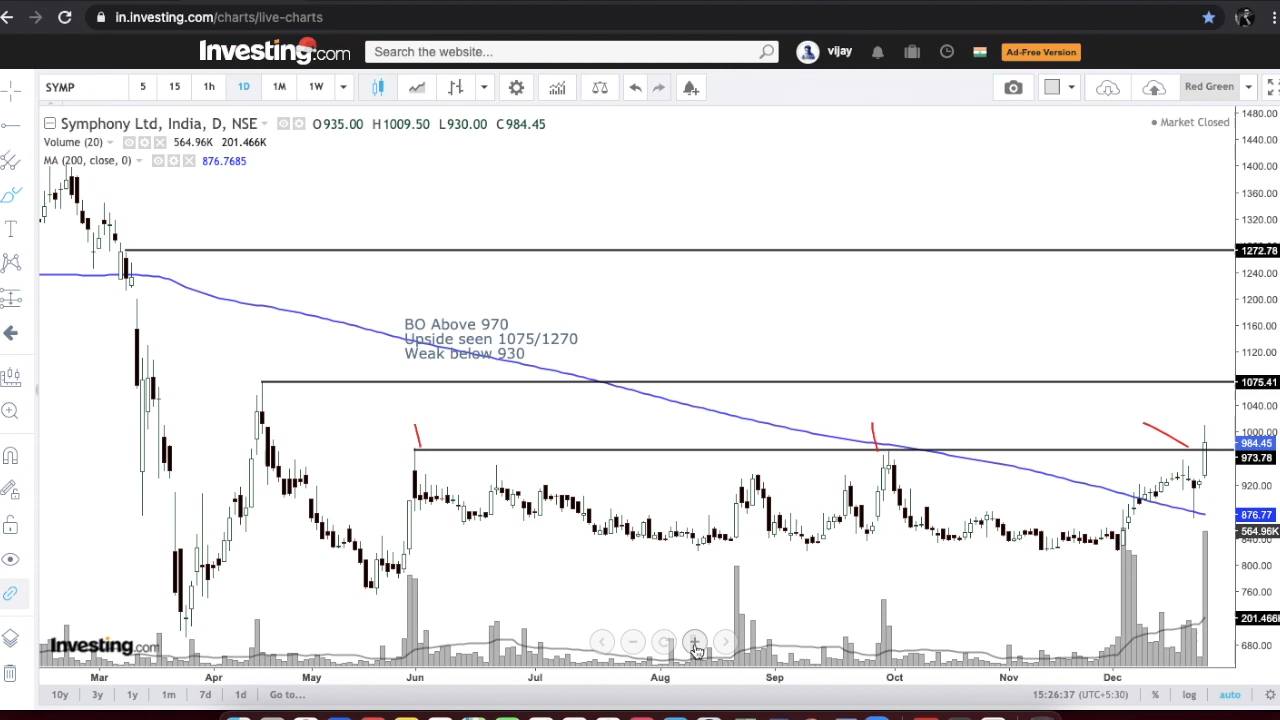 in.investing.com/charts/live-charts
Investing.com
Search the website...
vijay
Ad-Free Version
SYMP
5 15 1h 1D 1M 1W
Red Green
Symphony Ltd, India, D, NSE O935.00 H1009.50 L930.00 C984.45
Market Closed
Volume (20) 564.96K 201.466K
MA (200, close, 0) 876.7685
BO Above 970
Upside seen 1075/1270
Weak below 930
1480.00
1440.00
1400.00
1360.00
1320.00
1272.78
1240.00
1200.00
1160.00
1120.00
1075.41
1040.00
1000.00
984.45
973.78
920.00
876.77
564.96K
840.00
800.00
760.00
201.466K
680.00
Investing.com
Mar Apr May Jun Jul Aug Sep Oct Nov Dec
10y 3y 1y 1m 7d 1d Go to...
15:26:37 (UTC+5:30) % log auto